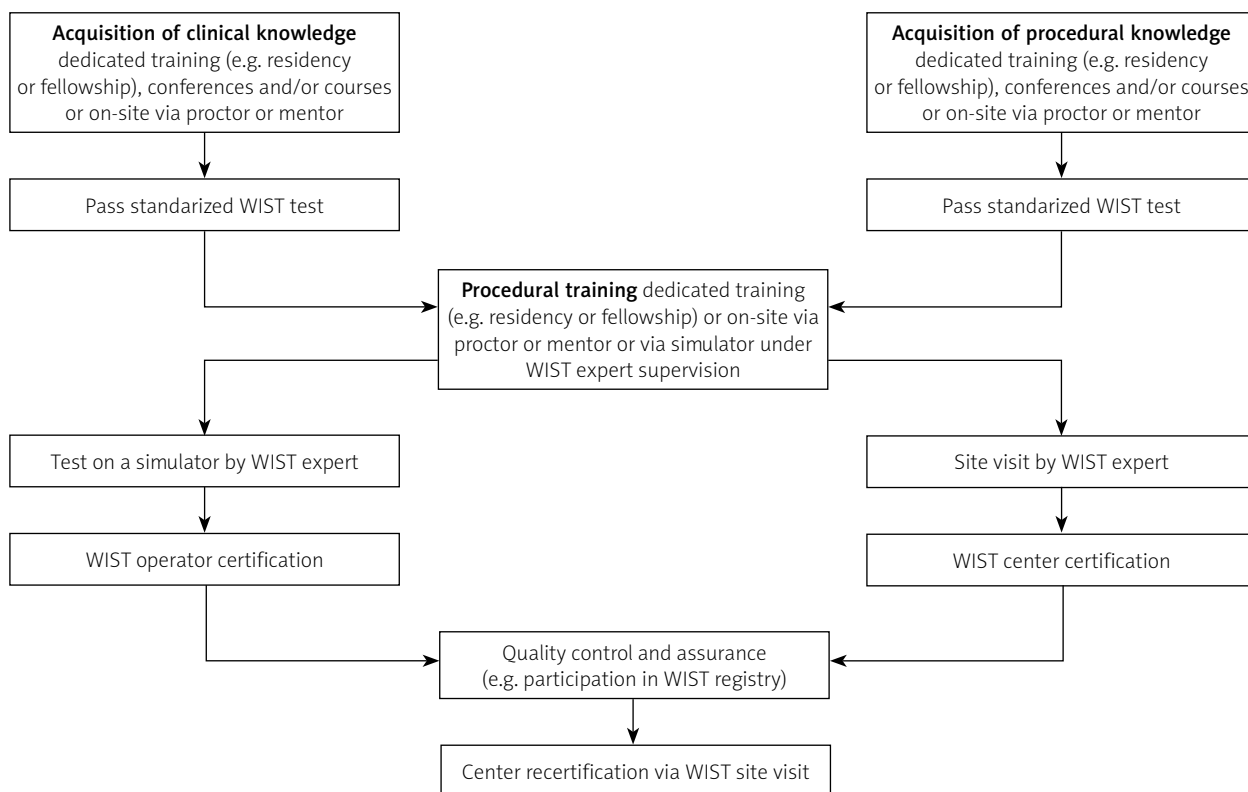 Acquisition of clinical knowledge
dedicated training (e.g. residency
or fellowship), conferences and/or courses
or on-site via proctor or mentor
Acquisition of procedural knowledge
dedicated training (e.g. residency
or fellowship), conferences and/or courses
or on-site via proctor or mentor
Pass standarized WIST test
Pass standarized WIST test
Procedural training dedicated training
(e.g. residency or fellowship) or on-site via
proctor or mentor or via simulator under
WIST expert supervision
Test on a simulator by WIST expert
Site visit by WIST expert
WIST operator certification
WIST center certification
Quality control and assurance
(e.g. participation in WIST registry)
Center recertification via WIST site visit